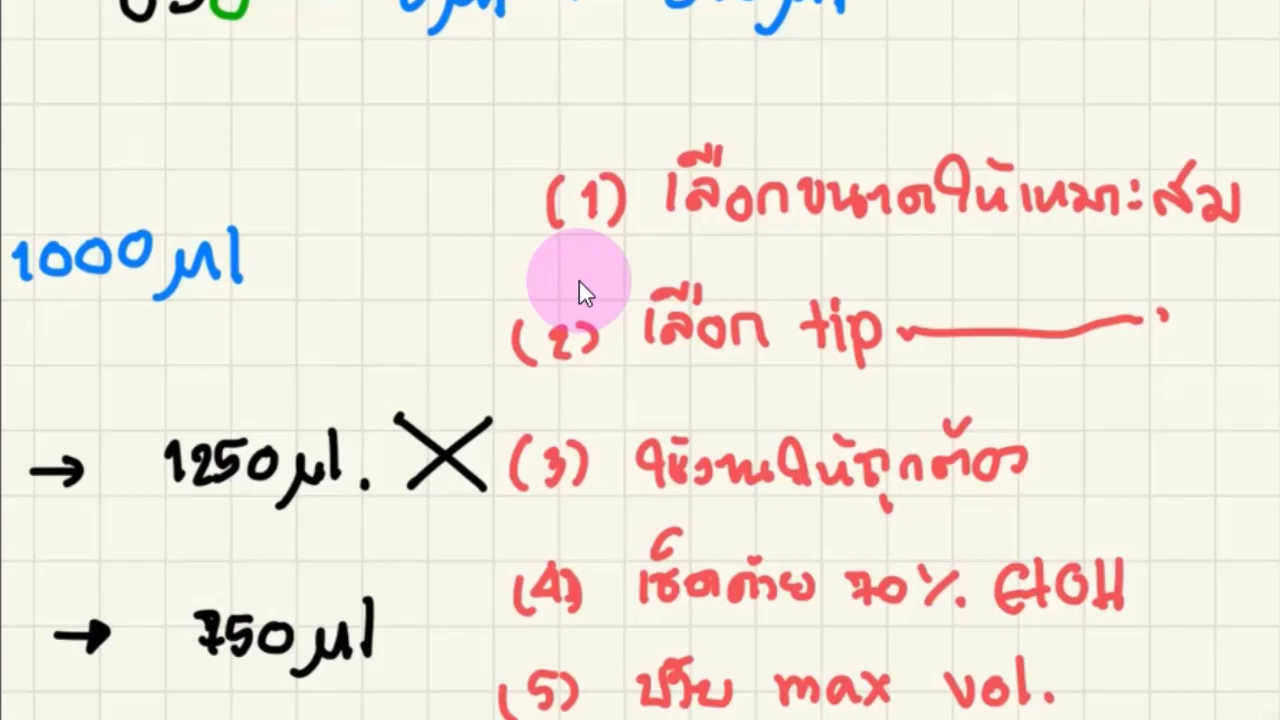 (1) เลือกขนาดให้เหมาะสม
1000 µl
(2) เลือก tip
→ 1250 µl. X (3) ใช้งานให้ถูกต้อง
(4) เช็ดด้วย 70% EtOH
→ 750 µl
(5) ปรับ max vol.